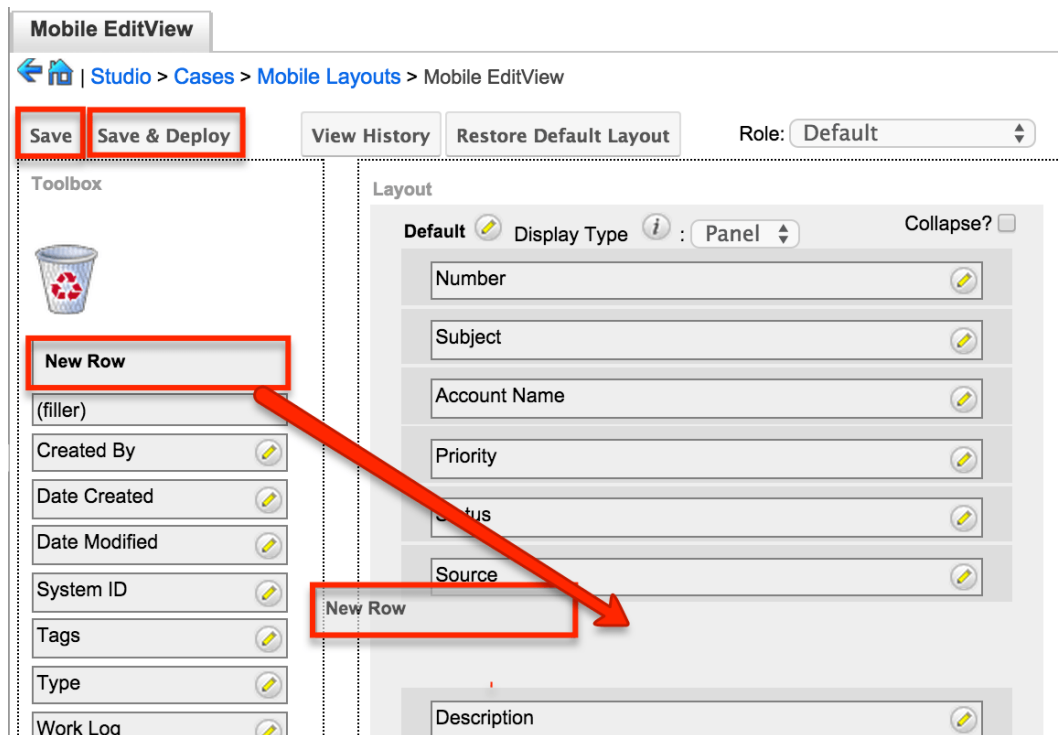 Mobile EditView
| Studio > Cases > Mobile Layouts > Mobile EditView
Save Save & Deploy View History Restore Default Layout Role: Default
Toolbox
New Row
(filler)
Created By
Date Created
Date Modified
System ID
Tags
Type
Work Log
Layout
Default Display Type i : Panel Collapse?
Number
Subject
Account Name
Priority
Status
Source
New Row
Description